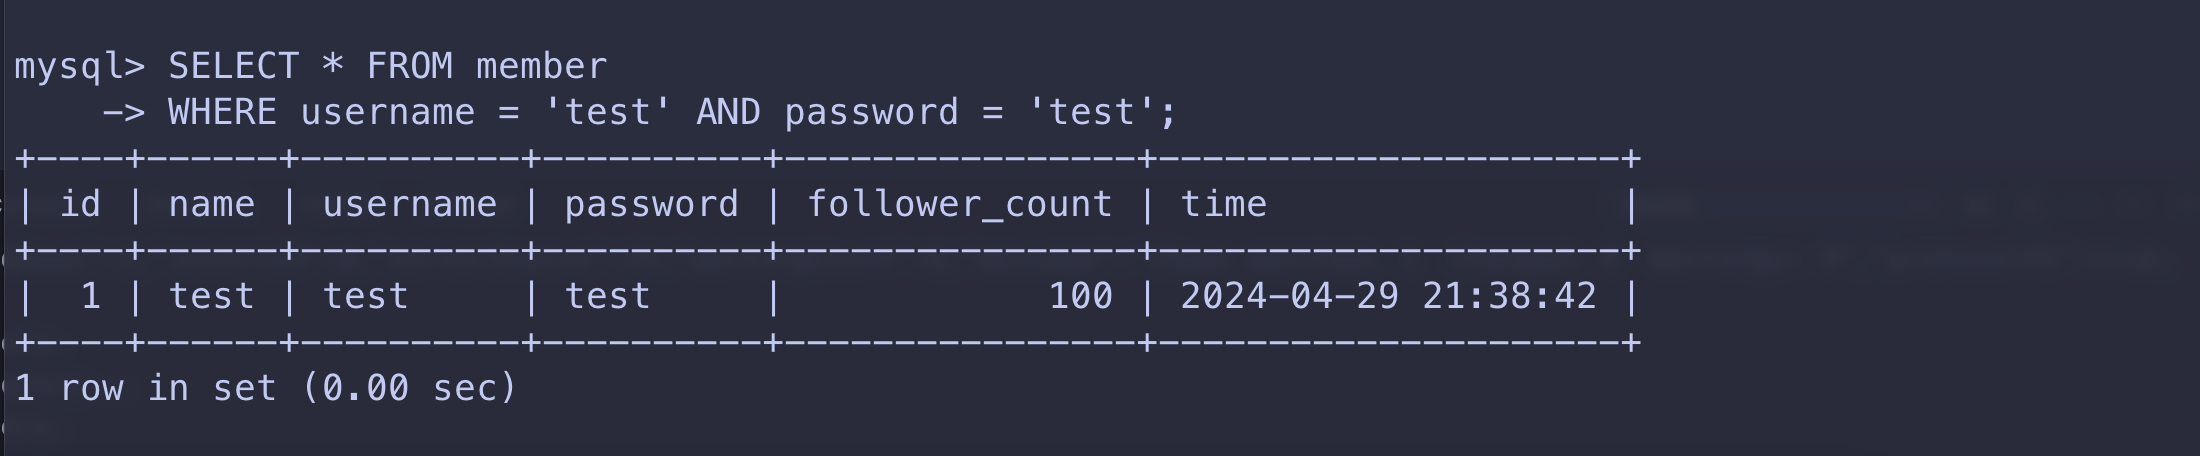 mysql> SELECT * FROM member
    -> WHERE username = 'test' AND password = 'test';
+----+------+----------+----------+----------------+---------------------+
| id | name | username | password | follower_count | time                |
+----+------+----------+----------+----------------+---------------------+
|  1 | test | test     | test     |            100 | 2024-04-29 21:38:42 |
+----+------+----------+----------+----------------+---------------------+
1 row in set (0.00 sec)